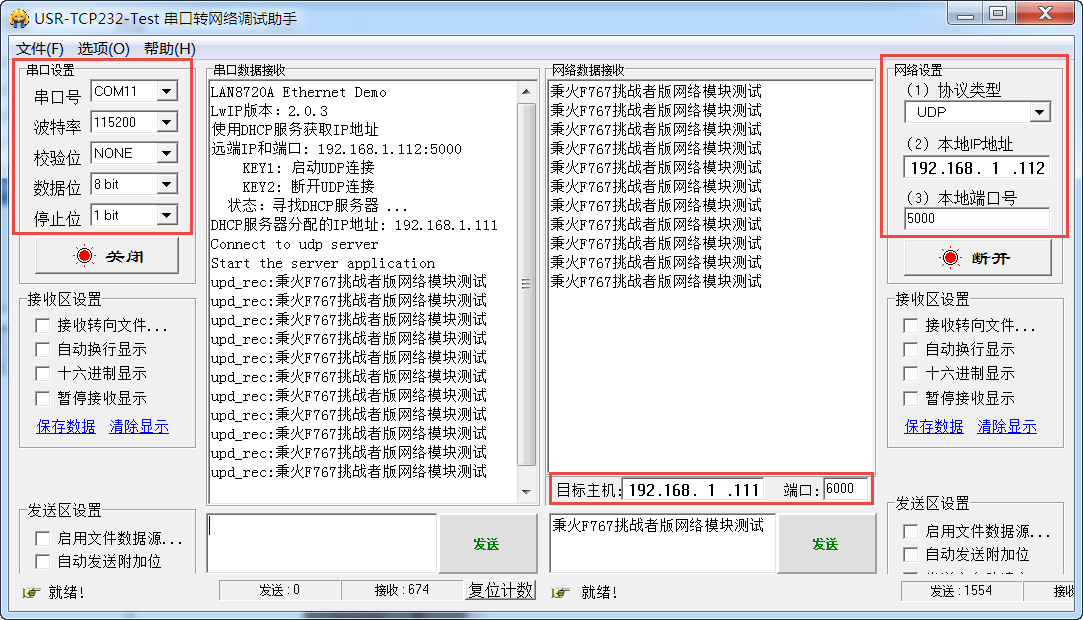 USR-TCP232-Test 串口转网络调试助手
文件(F) 选项(O) 帮助(H)
串口设置
串口号 COM11
波特率 115200
校验位 NONE
数据位 8 bit
停止位 1 bit
关闭
接收区设置
接收转向文件...
自动换行显示
十六进制显示
暂停接收显示
保存数据 清除显示
发送区设置
启用文件数据源...
自动发送附加位
串口数据接收
LAN8720A Ethernet Demo
LwIP版本：2.0.3
使用DHCP服务获取IP地址
远端IP和端口：192.168.1.112:5000
KEY1: 启动UDP连接
KEY2: 断开UDP连接
状态：寻找DHCP服务器 ...
DHCP服务器分配的IP地址：192.168.1.111
Connect to udp server
Start the server application
upd_rec:秉火F767挑战者版网络模块测试
upd_rec:秉火F767挑战者版网络模块测试
upd_rec:秉火F767挑战者版网络模块测试
upd_rec:秉火F767挑战者版网络模块测试
upd_rec:秉火F767挑战者版网络模块测试
upd_rec:秉火F767挑战者版网络模块测试
upd_rec:秉火F767挑战者版网络模块测试
upd_rec:秉火F767挑战者版网络模块测试
upd_rec:秉火F767挑战者版网络模块测试
upd_rec:秉火F767挑战者版网络模块测试
upd_rec:秉火F767挑战者版网络模块测试
发送
网络数据接收
秉火F767挑战者版网络模块测试
秉火F767挑战者版网络模块测试
秉火F767挑战者版网络模块测试
秉火F767挑战者版网络模块测试
秉火F767挑战者版网络模块测试
秉火F767挑战者版网络模块测试
秉火F767挑战者版网络模块测试
秉火F767挑战者版网络模块测试
秉火F767挑战者版网络模块测试
秉火F767挑战者版网络模块测试
秉火F767挑战者版网络模块测试
目标主机: 192.168. 1 .111 端口: 6000
秉火F767挑战者版网络模块测试
发送
网络设置
（1）协议类型
UDP
（2）本地IP地址
192.168. 1 .112
（3）本地端口号
5000
断开
接收区设置
接收转向文件...
自动换行显示
十六进制显示
暂停接收显示
保存数据 清除显示
发送区设置
启用文件数据源...
自动发送附加位
就绪! 发送:0 接收:674 复位计数 就绪! 发送:1554 接收